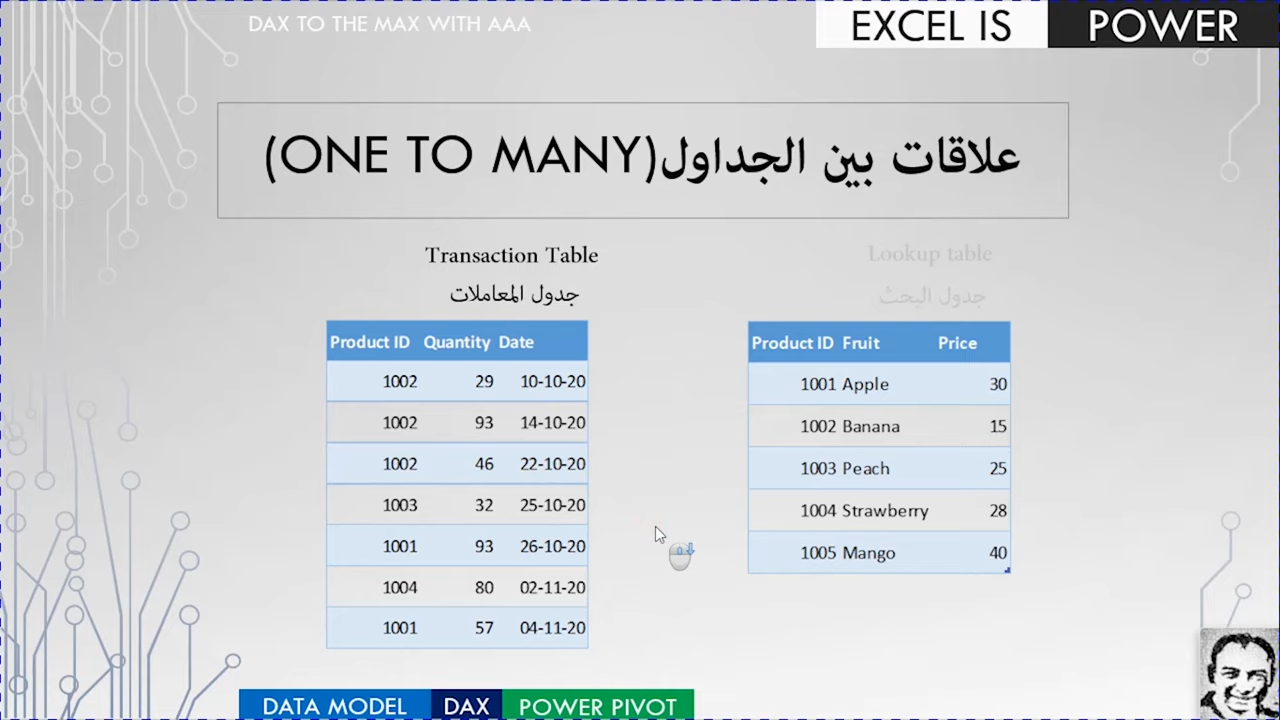 DAX TO THE MAX WITH AAA
EXCEL IS POWER
علاقات بين الجداول(ONE TO MANY)
Transaction Table
جدول المعاملات
Product ID Quantity Date
1002 29 10-10-20
1002 93 14-10-20
1002 46 22-10-20
1003 32 25-10-20
1001 93 26-10-20
1004 80 02-11-20
1001 57 04-11-20
Lookup table
جدول البحث
Product ID Fruit Price
1001 Apple 30
1002 Banana 15
1003 Peach 25
1004 Strawberry 28
1005 Mango 40
DATA MODEL DAX POWER PIVOT